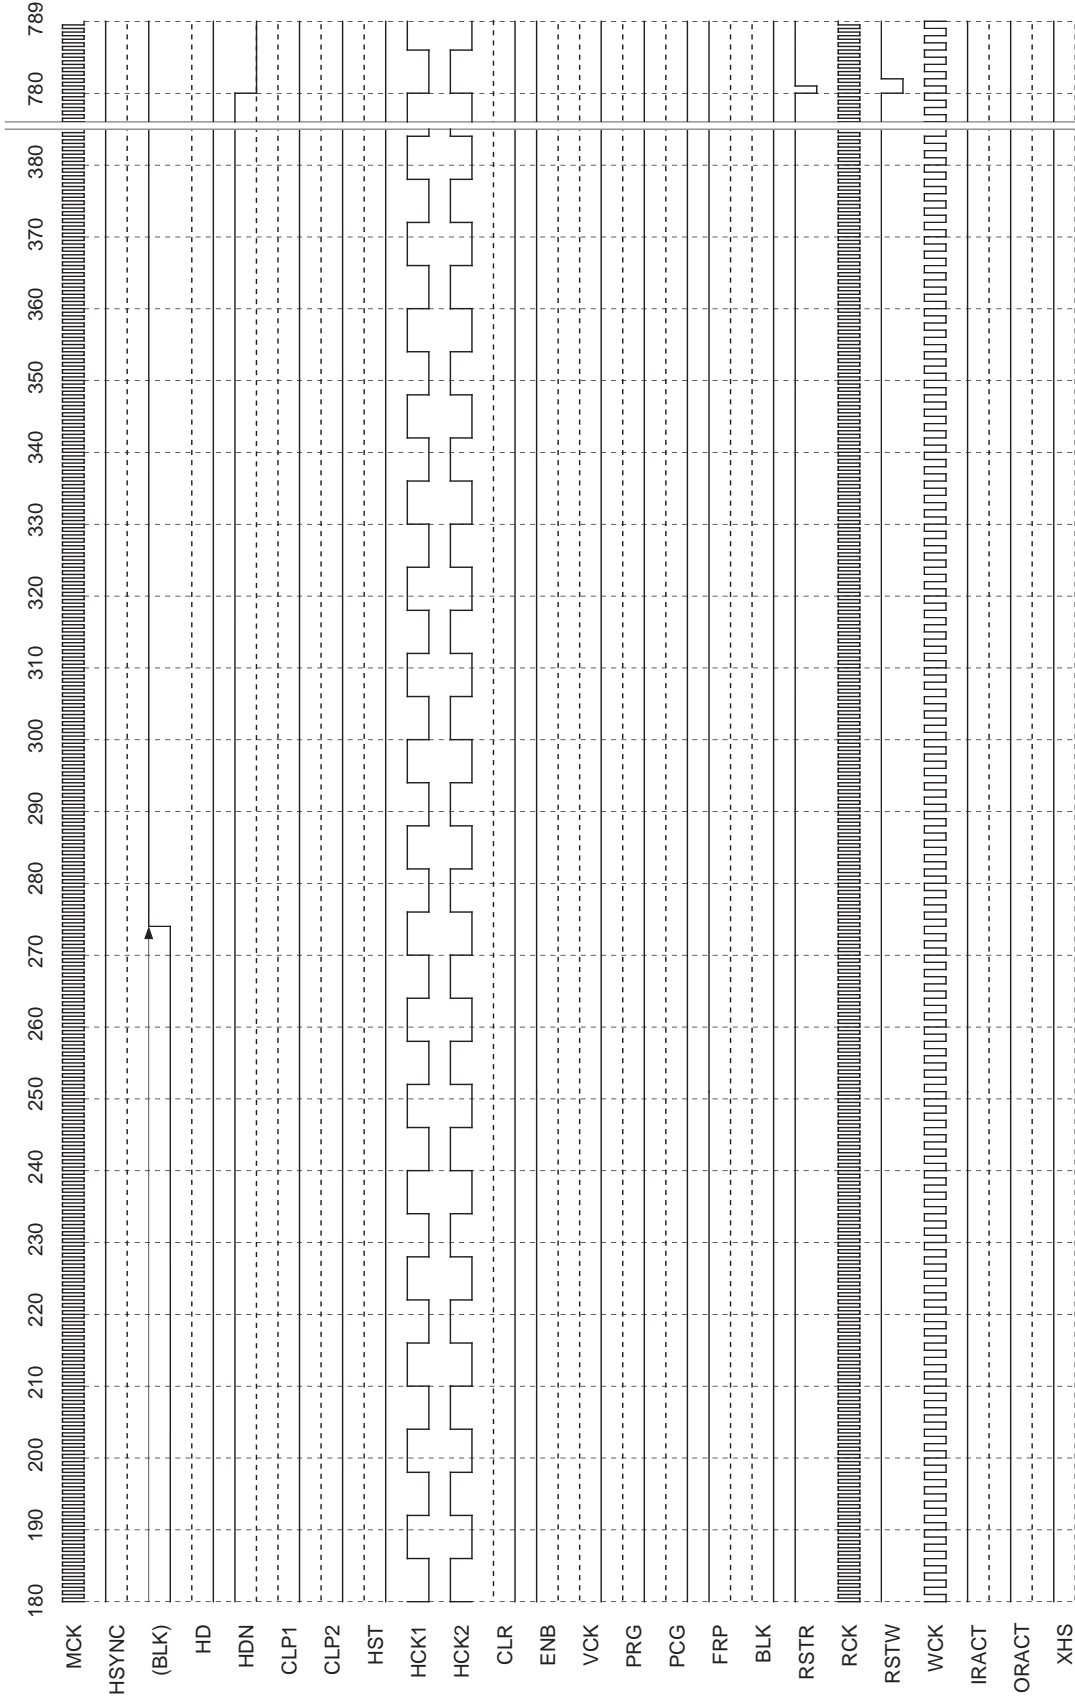 180 190 200 210 220 230 240 250 260 270 280 290 300 310 320 330 340 350 360 370 380 780 789
MCK
HSYNC
(BLK)
HD
HDN
CLP1
CLP2
HST
HCK1
HCK2
CLR
ENB
VCK
PRG
PCG
FRP
BLK
RSTR
RCK
RSTW
WCK
IRACT
ORACT
XHS